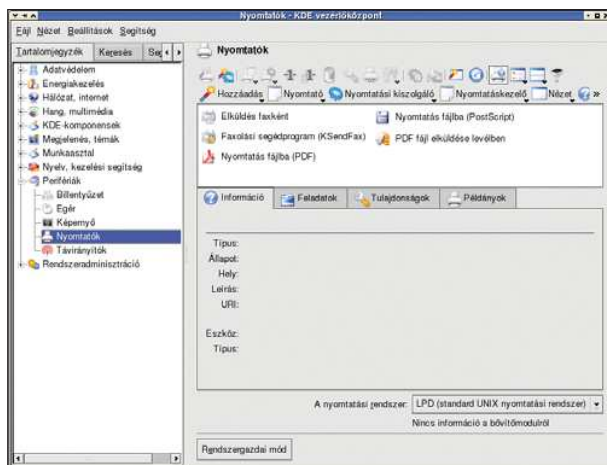 Nyomtatók - KDE vezérlőközpont
Fájl Nézet Beállítások Segítség
Tartalomjegyzék Keresés
Adatvédelem
Energiakezelés
Hálózat, internet
Hang, multimédia
KDE-komponensek
Megjelenés, témák
Munkaasztal
Nyelv, kezelési segítség
Perifériák
Billentyűzet
Egér
Képernyő
Nyomtatók
Távirányítók
Rendszeradminisztráció
Nyomtatók
Hozzáadás Nyomtató Nyomtatási kiszolgáló Nyomtatáskezelő Nézet »
Elküldés faxként
Nyomtatás fájlba (PostScript)
Faxolási segédprogram (KSendFax)
PDF fájl elküldése levélben
Nyomtatás fájlba (PDF)
Információ Feladatok Tulajdonságok Példányok
Típus:
Állapot:
Hely:
Leírás:
URI:
Eszköz:
Típus:
A nyomtatási rendszer: LPD (standard UNIX nyomtatási rendszer)
Nincs információ a bővítőmodulról
Rendszergazdai mód